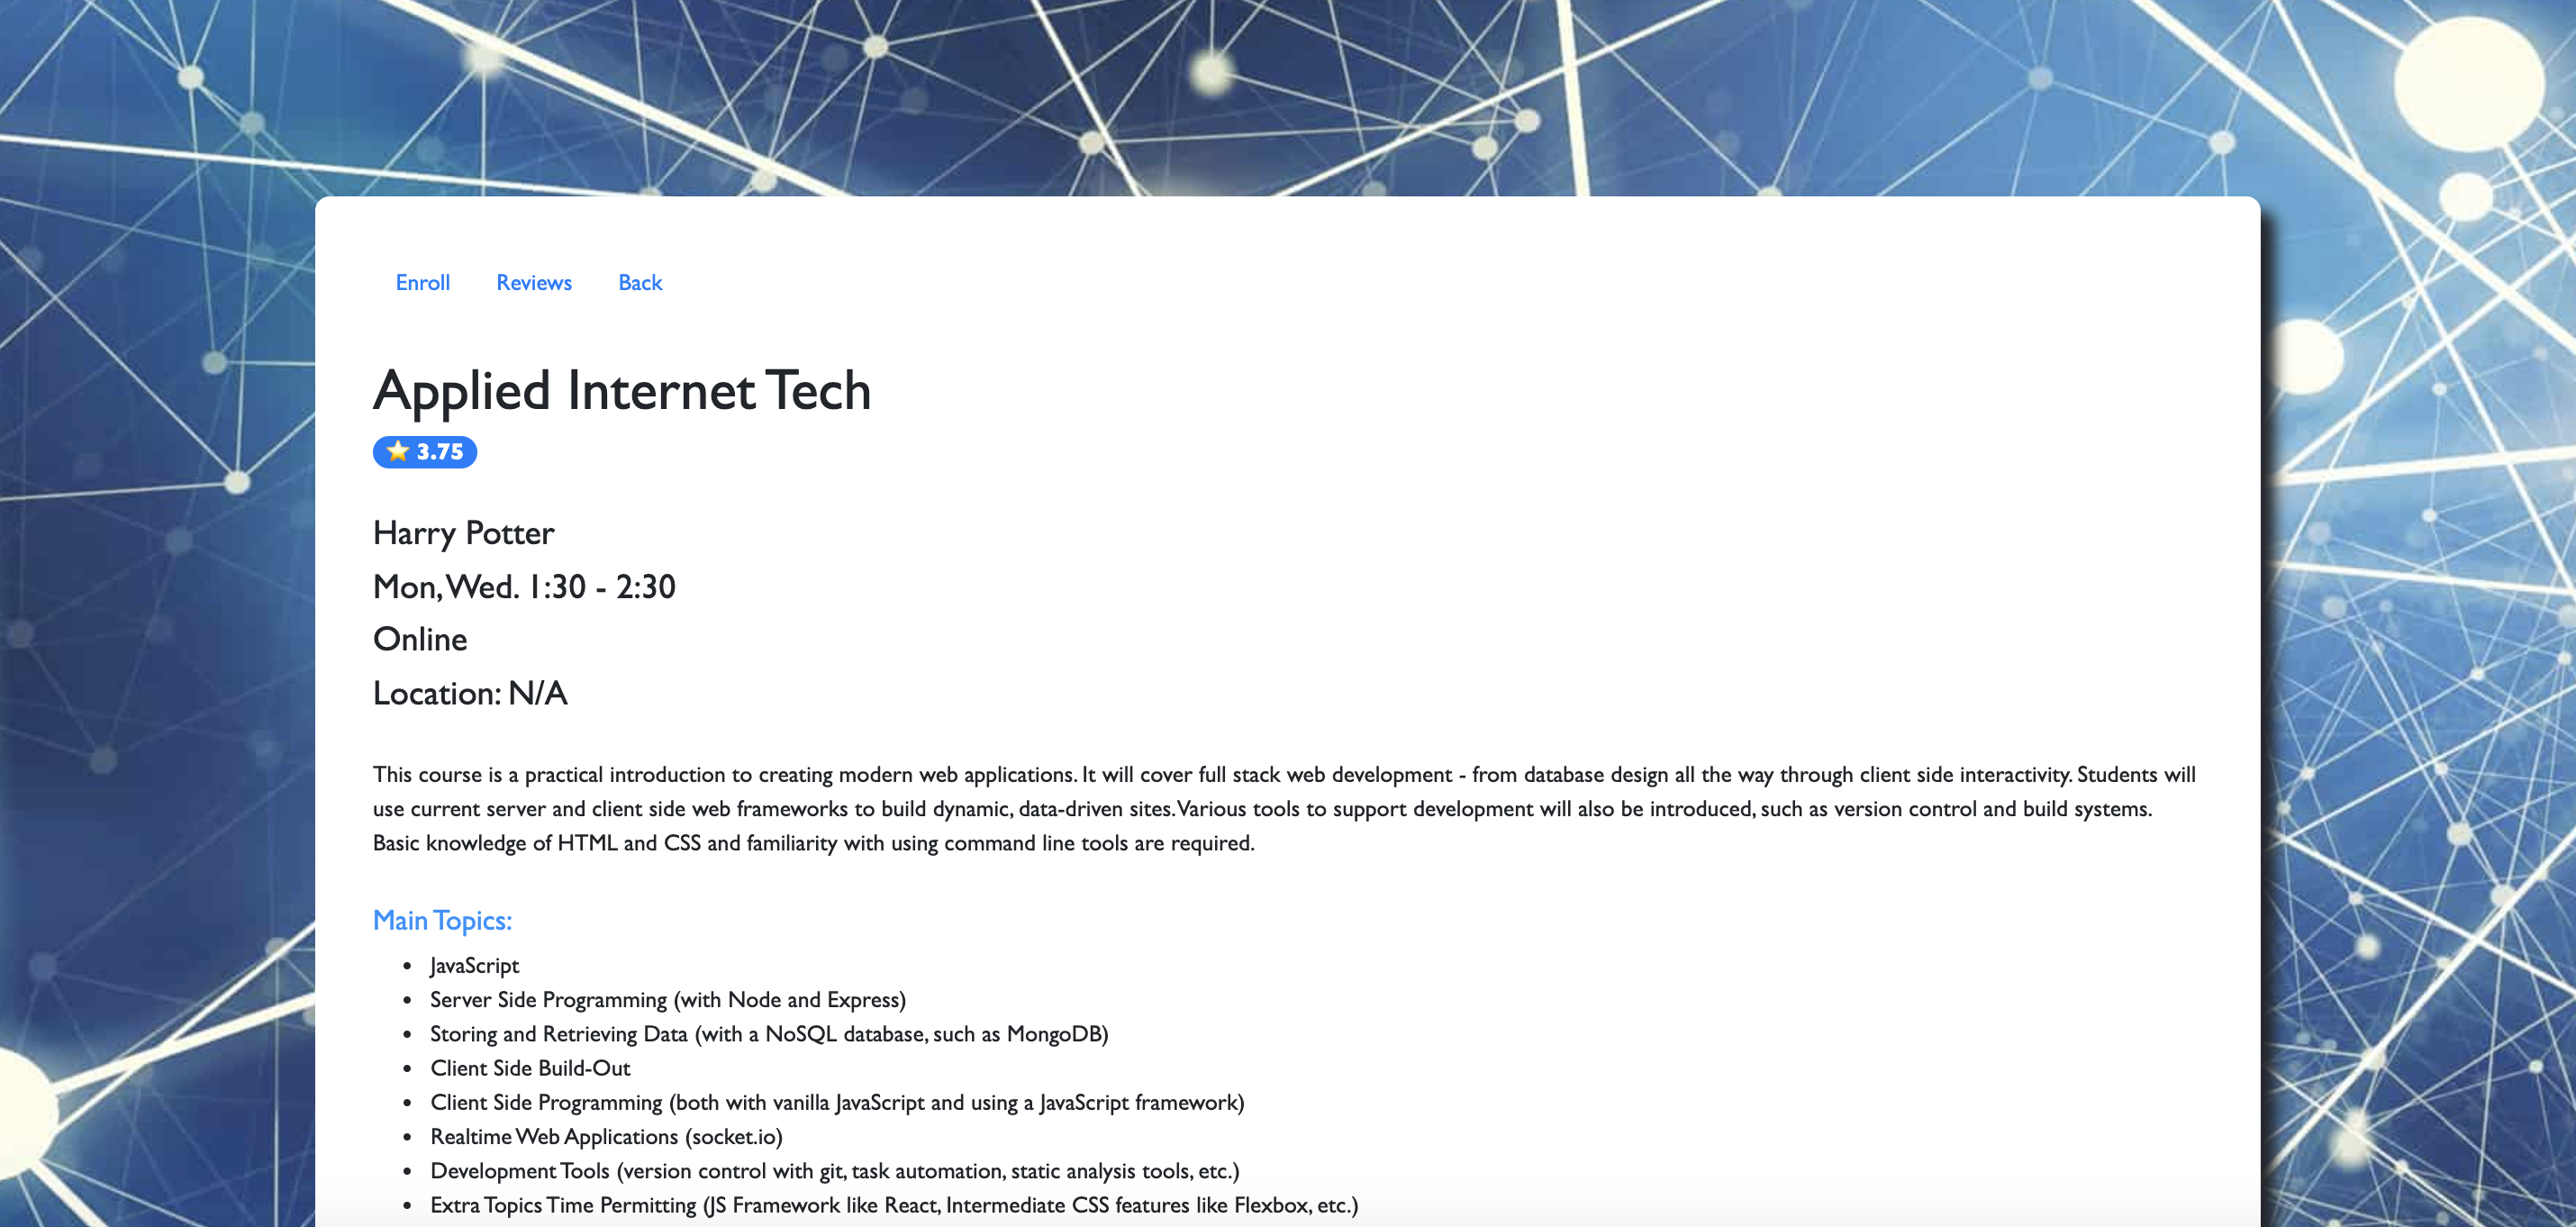 Enroll Reviews Back
Applied Internet Tech
⭐ 3.75
Harry Potter
Mon, Wed. 1:30 - 2:30
Online
Location: N/A
This course is a practical introduction to creating modern web applications. It will cover full stack web development - from database design all the way through client side interactivity. Students will
use current server and client side web frameworks to build dynamic, data-driven sites. Various tools to support development will also be introduced, such as version control and build systems.
Basic knowledge of HTML and CSS and familiarity with using command line tools are required.
Main Topics:
• JavaScript
• Server Side Programming (with Node and Express)
• Storing and Retrieving Data (with a NoSQL database, such as MongoDB)
• Client Side Build-Out
• Client Side Programming (both with vanilla JavaScript and using a JavaScript framework)
• Realtime Web Applications (socket.io)
• Development Tools (version control with git, task automation, static analysis tools, etc.)
• Extra Topics Time Permitting (JS Framework like React, Intermediate CSS features like Flexbox, etc.)